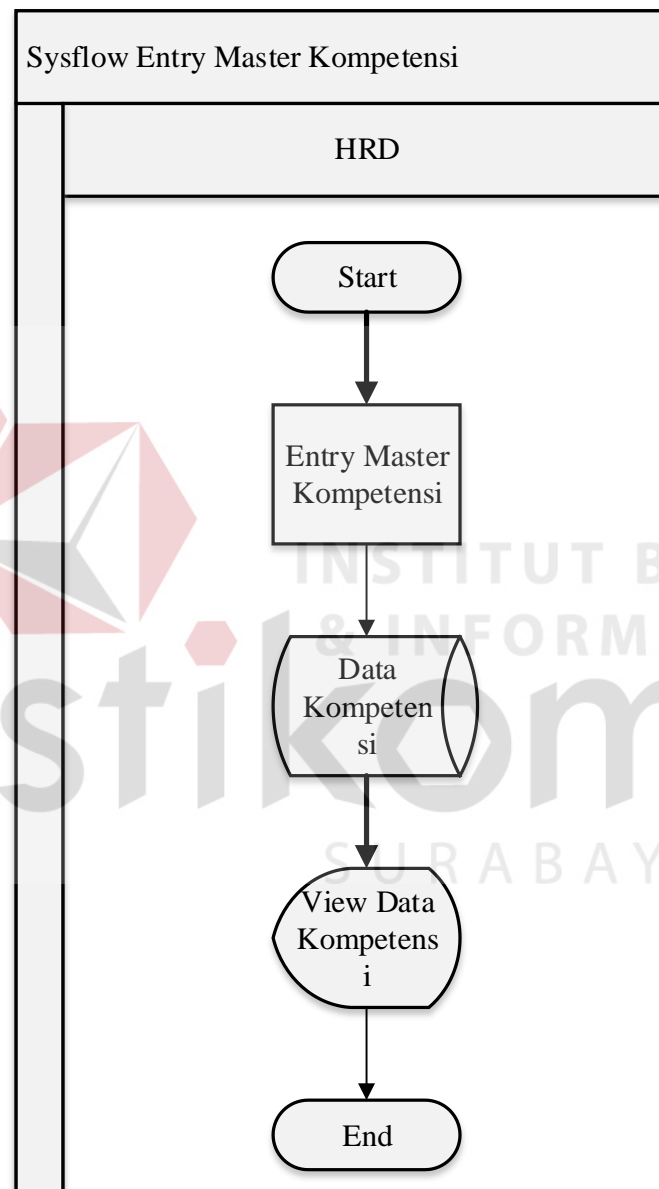 Sysflow Entry Master Kompetensi
HRD
Start
Entry Master
Kompetensi
INSTITUT B
& INFORMA
Data
Kompeten
si
stikom
SURABAY
View Data
Kompetens
i
End